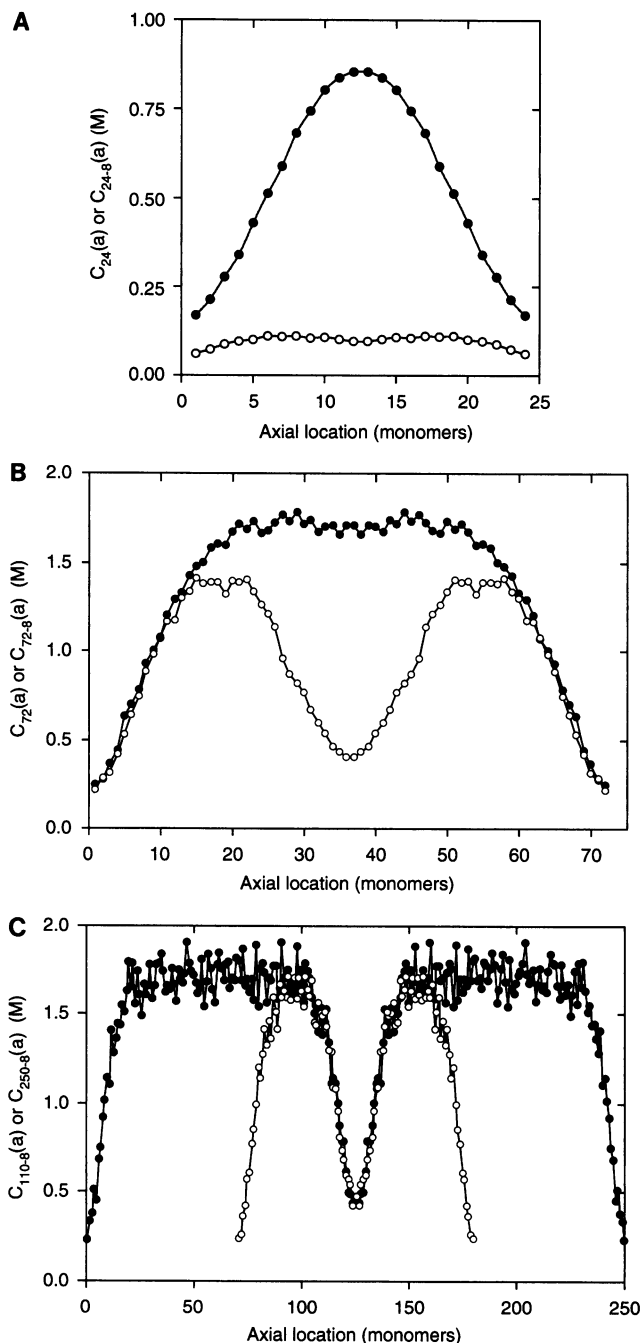 A
C24(a) or C24-8(a) (M)
1.00
0.75
0.50
0.25
0.00
0 5 10 15 20 25
Axial location (monomers)
B
C72(a) or C72-8(a) (M)
2.0
1.5
1.0
0.5
0.0
0 10 20 30 40 50 60 70
Axial location (monomers)
C
C110-8(a) or C250-8(a) (M)
2.0
1.5
1.0
0.5
0.0
0 50 100 150 200 250
Axial location (monomers)